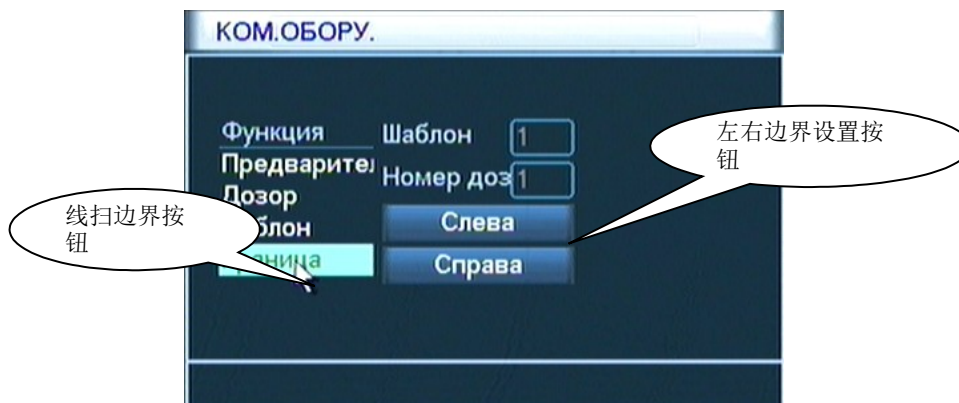 КОМ.ОБОРУ.
Функция
Шаблон
1
Предварител
Номер доз
1
Дозор
Слева
Справа
左右边界设置按
钮
线扫边界按
钮